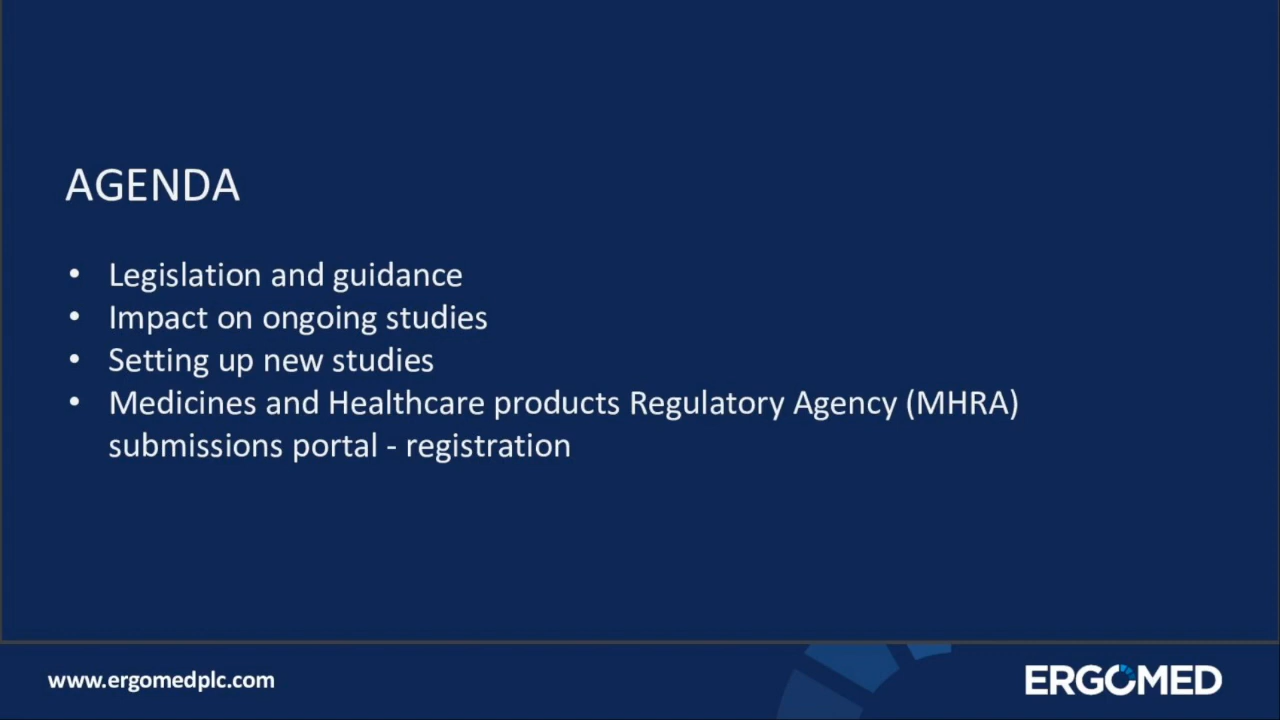 AGENDA
• Legislation and guidance
• Impact on ongoing studies
• Setting up new studies
• Medicines and Healthcare products Regulatory Agency (MHRA)
submissions portal - registration
www.ergomedplc.com
ERGOMED